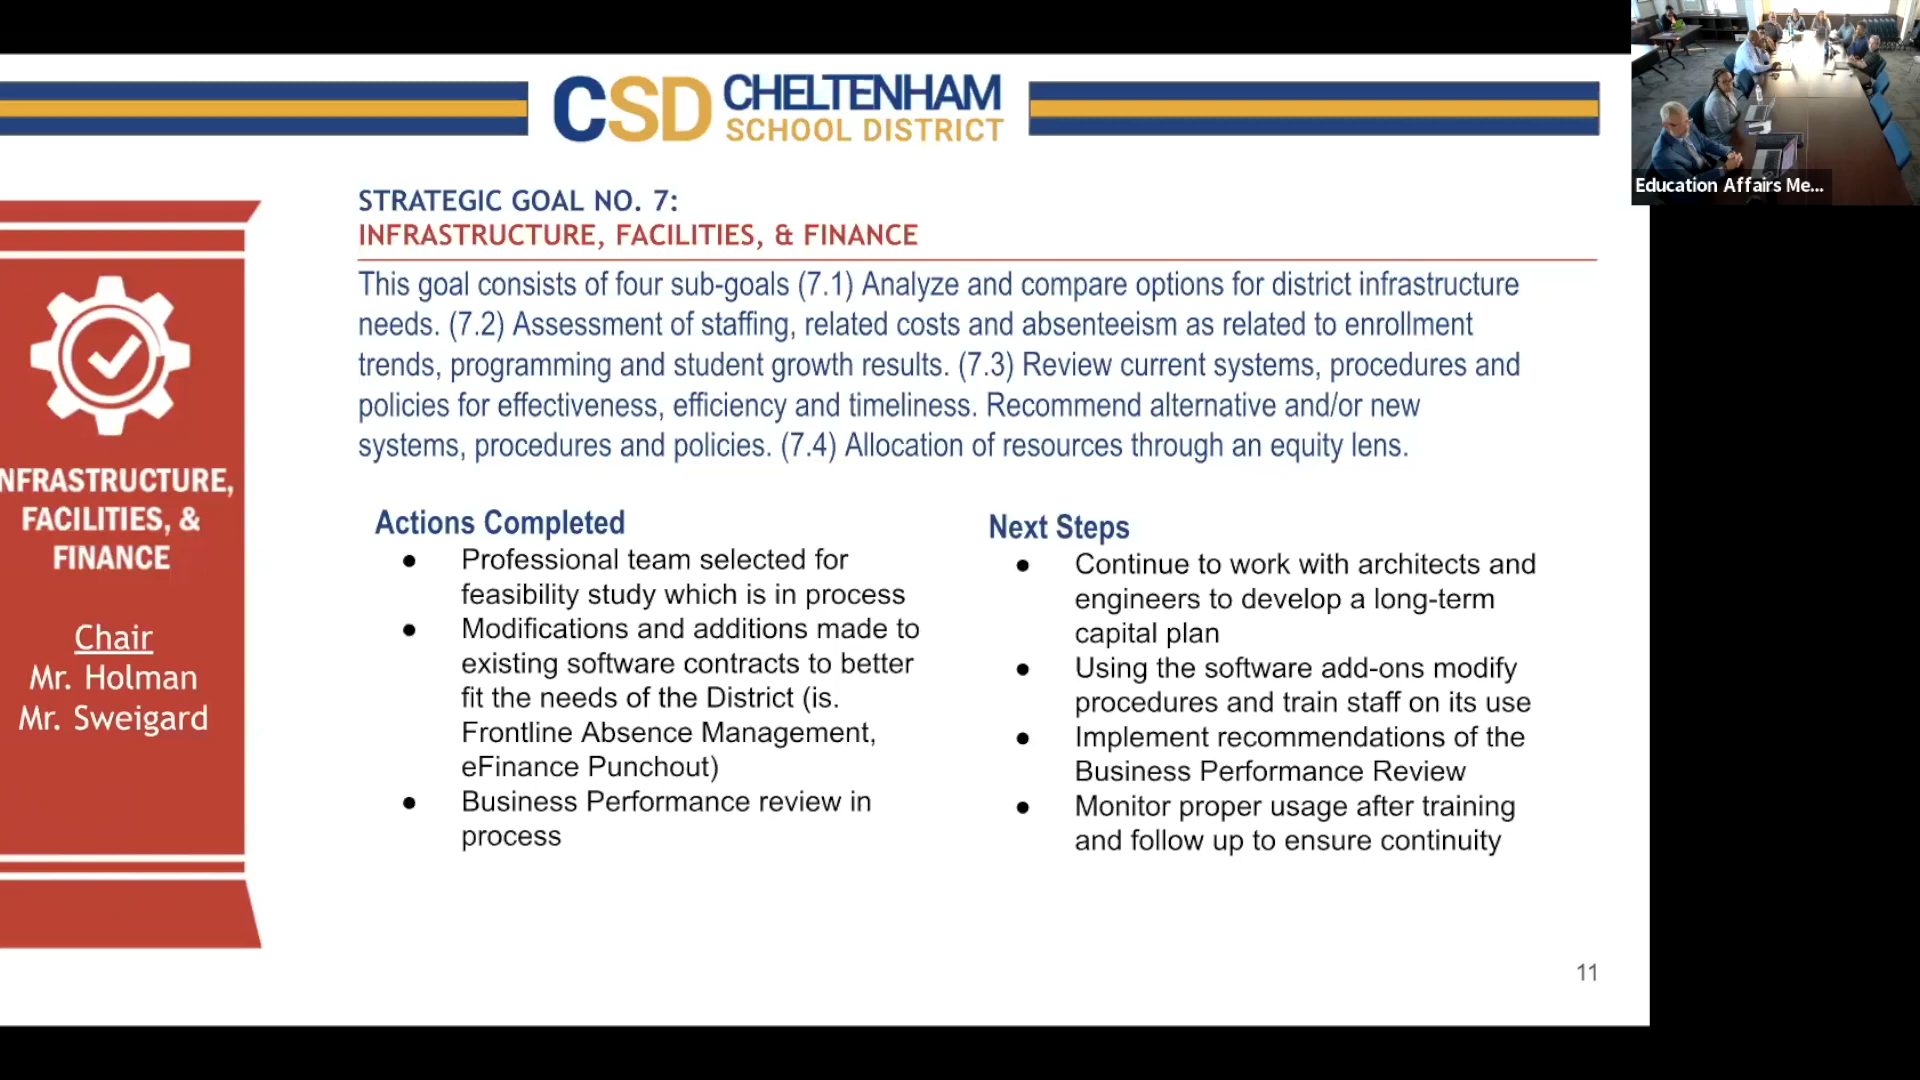 CSD CHELTENHAM
SCHOOL DISTRICT
Education Affairs Me...
STRATEGIC GOAL NO. 7:
INFRASTRUCTURE, FACILITIES, & FINANCE
This goal consists of four sub-goals (7.1) Analyze and compare options for district infrastructure
needs. (7.2) Assessment of staffing, related costs and absenteeism as related to enrollment
trends, programming and student growth results. (7.3) Review current systems, procedures and
policies for effectiveness, efficiency and timeliness. Recommend alternative and/or new
systems, procedures and policies. (7.4) Allocation of resources through an equity lens.
NFRASTRUCTURE,
FACILITIES, &
FINANCE
Chair
Mr. Holman
Mr. Sweigard
Actions Completed
● Professional team selected for
feasibility study which is in process
● Modifications and additions made to
existing software contracts to better
fit the needs of the District (is.
Frontline Absence Management,
eFinance Punchout)
● Business Performance review in
process
Next Steps
● Continue to work with architects and
engineers to develop a long-term
capital plan
● Using the software add-ons modify
procedures and train staff on its use
● Implement recommendations of the
Business Performance Review
● Monitor proper usage after training
and follow up to ensure continuity
11